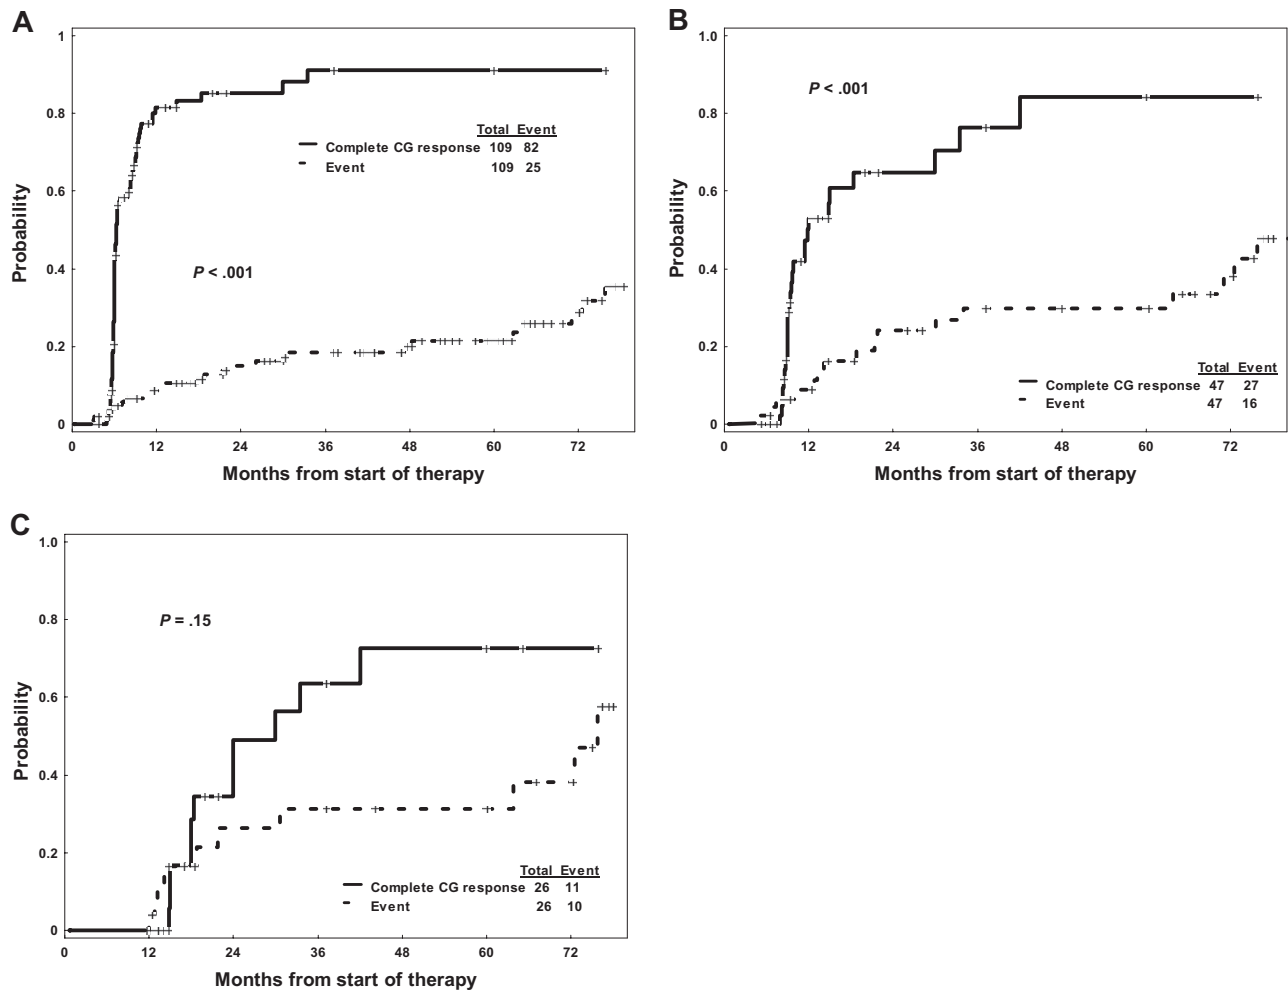 A
1
0.8
0.6
0.4
0.2
0
Probability
Total Event
Complete CG response 109 82
Event 109 25
P < .001
0 12 24 36 48 60 72
Months from start of therapy
B
1.0
0.8
0.6
0.4
0.2
0
Probability
P < .001
Total Event
Complete CG response 47 27
Event 47 16
0 12 24 36 48 60 72
Months from start of therapy
C
1.0
0.8
0.6
0.4
0.2
0
Probability
P = .15
Total Event
Complete CG response 26 11
Event 26 10
0 12 24 36 48 60 72
Months from start of therapy